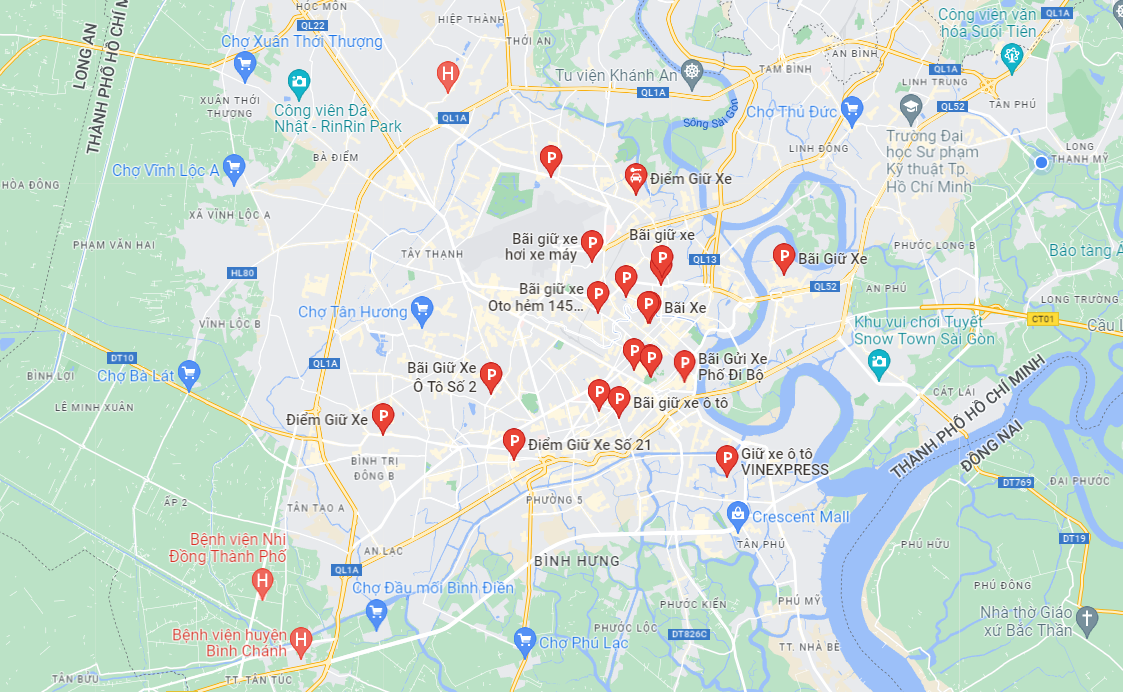 HÓC MÔN
HIỆP THÀNH
QL22
THỚI AN
Chợ Xuân Thới Thượng
LONG AN
THÀNH PHỐ HỒ CHÍ M
XUÂN THỚI
THƯỢNG
Công viên Đá
Nhật - RinRin Park
QL1A
BÀ ĐIỂM
Tu viện Khánh An
QL1A
Sông Sài Gòn
TAM BÌNH
AN BÌNH
Công viên văn
hóa Suối Tiên
QL1A
QL1A
LINH TRUNG
QL52
TÂN PHÚ
Chợ Thủ Đức
LINH ĐÔNG
Trường Đại
học Sư phạm
Kỹ thuật Tp.
Hồ Chí Minh
LONG
THẠNH MỸ
HÒA ĐÔNG
Chợ Vĩnh Lộc A
XÃ VĨNH LỘC A
PHẠM VĂN HAI
TÂY THẠNH
HL80
Điểm Giữ Xe
Bãi giữ xe
hơi xe máy
Bãi giữ xe
QL13
Bãi Giữ Xe
QL52
PHƯỚC LONG B
AN PHÚ
Bảo tàng Á
LONG TRƯỜNG
CT01
Cầu L
Bãi giữ xe
Oto hẻm 145...
Bãi Xe
Chợ Tân Hương
VĨNH LỘC B
Khu vui chơi Tuyết
Snow Town Sài Gòn
DT10
QL1A
Chợ Bà Lát
BÌNH LỢI
LÊ MINH XUÂN
Bãi Giữ Xe
Ô Tô Số 2
Bãi Gửi Xe
Phố Đi Bộ
CÁT LÁI
Bãi giữ xe ô tô
Điểm Giữ Xe
Điểm Giữ Xe Số 21
Giữ xe ô tô
VINEXPRESS
THÀNH PHỐ HỒ CHÍ MINH
ĐỒNG NAI
DT769
ĐẠI PHƯỚC
BÌNH TRỊ
ĐÔNG B
ẤP 2
TÂN TẠO A
PHƯỜNG 5
Crescent Mall
TÂN PHÚ
PHÚ HỮU
DT19
Bệnh viện Nhi
Đồng Thành Phố
AN LẠC
QL1A
BÌNH HƯNG
Chợ Đầu mối Bình Điền
PHƯỚC KIỂN
PHÚ MỸ
PHÚ ĐÔNG
Nhà thờ Giáo
xứ Bắc Thần
Bệnh viện huyện
Bình Chánh
PHƯỚC LỘC
DT826C
Chợ Phú Lạc
TT. NHÀ BÈ
TÂN BỬU
TT. TÂN TÚC